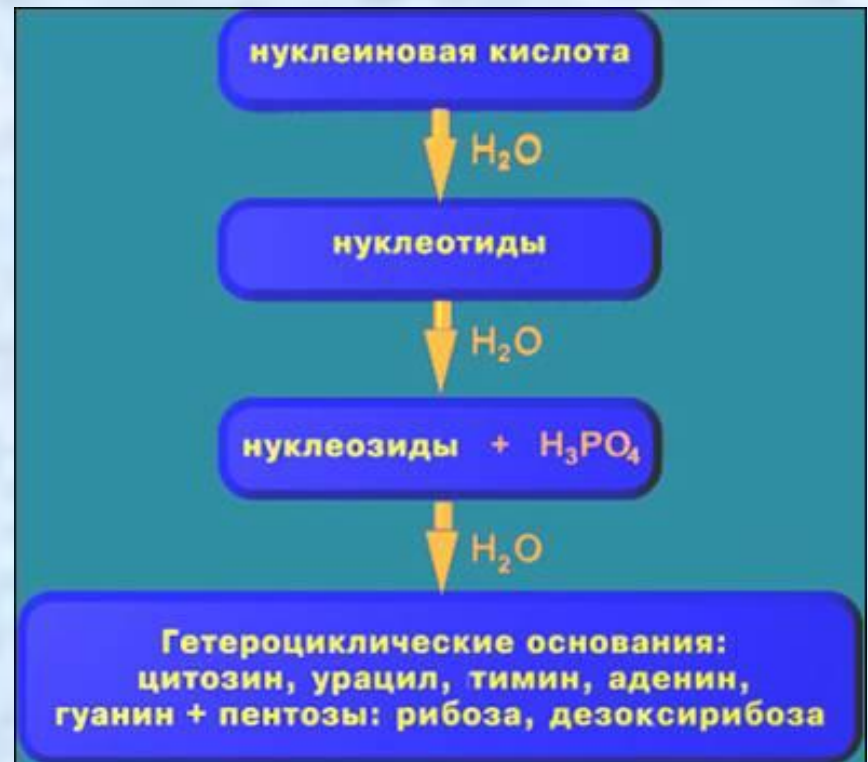 нуклеиновая кислота
H₂O
нуклеотиды
H₂O
нуклеозиды + H₃PO₄
H₂O
Гетероциклические основания:
цитозин, урацил, тимин, аденин,
гуанин + пентозы: рибоза, дезоксирибоза